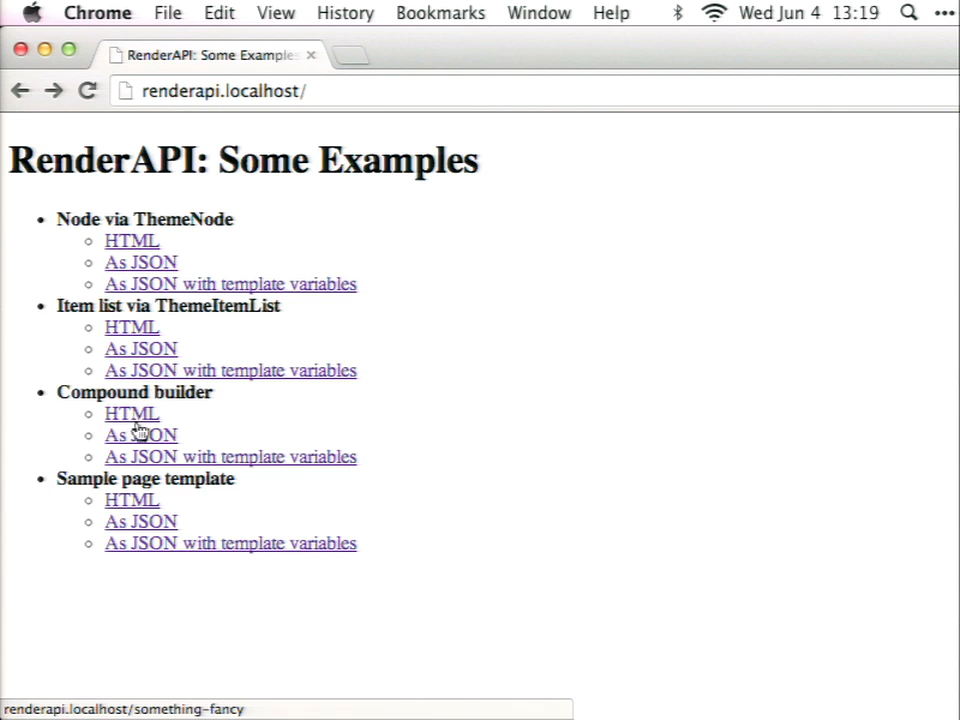 Chrome File Edit View History Bookmarks Window Help Wed Jun 4 13:19
RenderAPI: Some Example
renderapi.localhost/
RenderAPI: Some Examples
Node via ThemeNode
HTML
As JSON
As JSON with template variables
Item list via ThemeItemList
HTML
As JSON
As JSON with template variables
Compound builder
HTML
As JSON
As JSON with template variables
Sample page template
HTML
As JSON
As JSON with template variables
renderapi.localhost/something-fancy